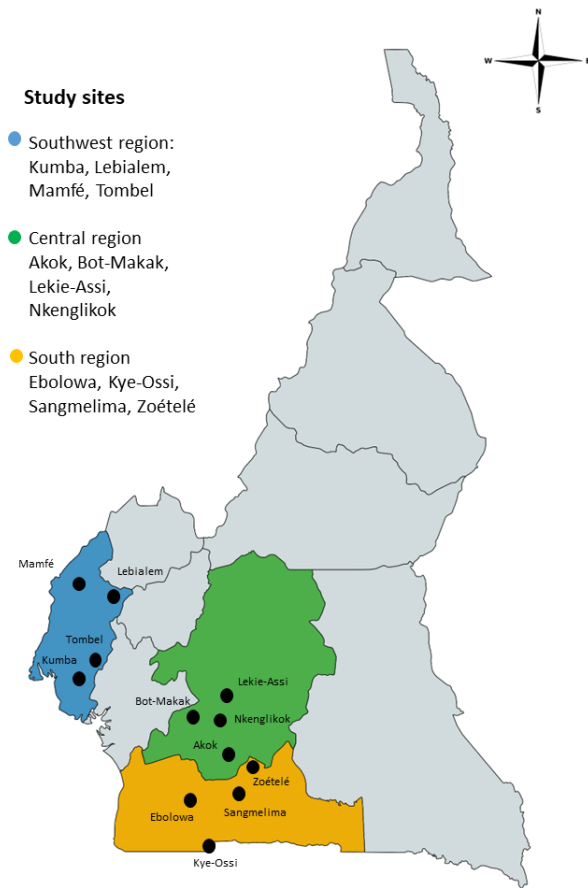 N
W
E
S
Study sites
Southwest region:
Kumba, Lebialem,
Mamfé, Tombel
Central region
Akok, Bot-Makak,
Lekie-Assi,
Nkenglikok
South region
Ebolowa, Kye-Ossi,
Sangmelima, Zoételé
Mamfé
Lebialem
Tombel
Kumba
Lekie-Assi
Bot-Makak
Nkenglikok
Akok
Zoételé
Sangmelima
Ebolowa
Kye-Ossi